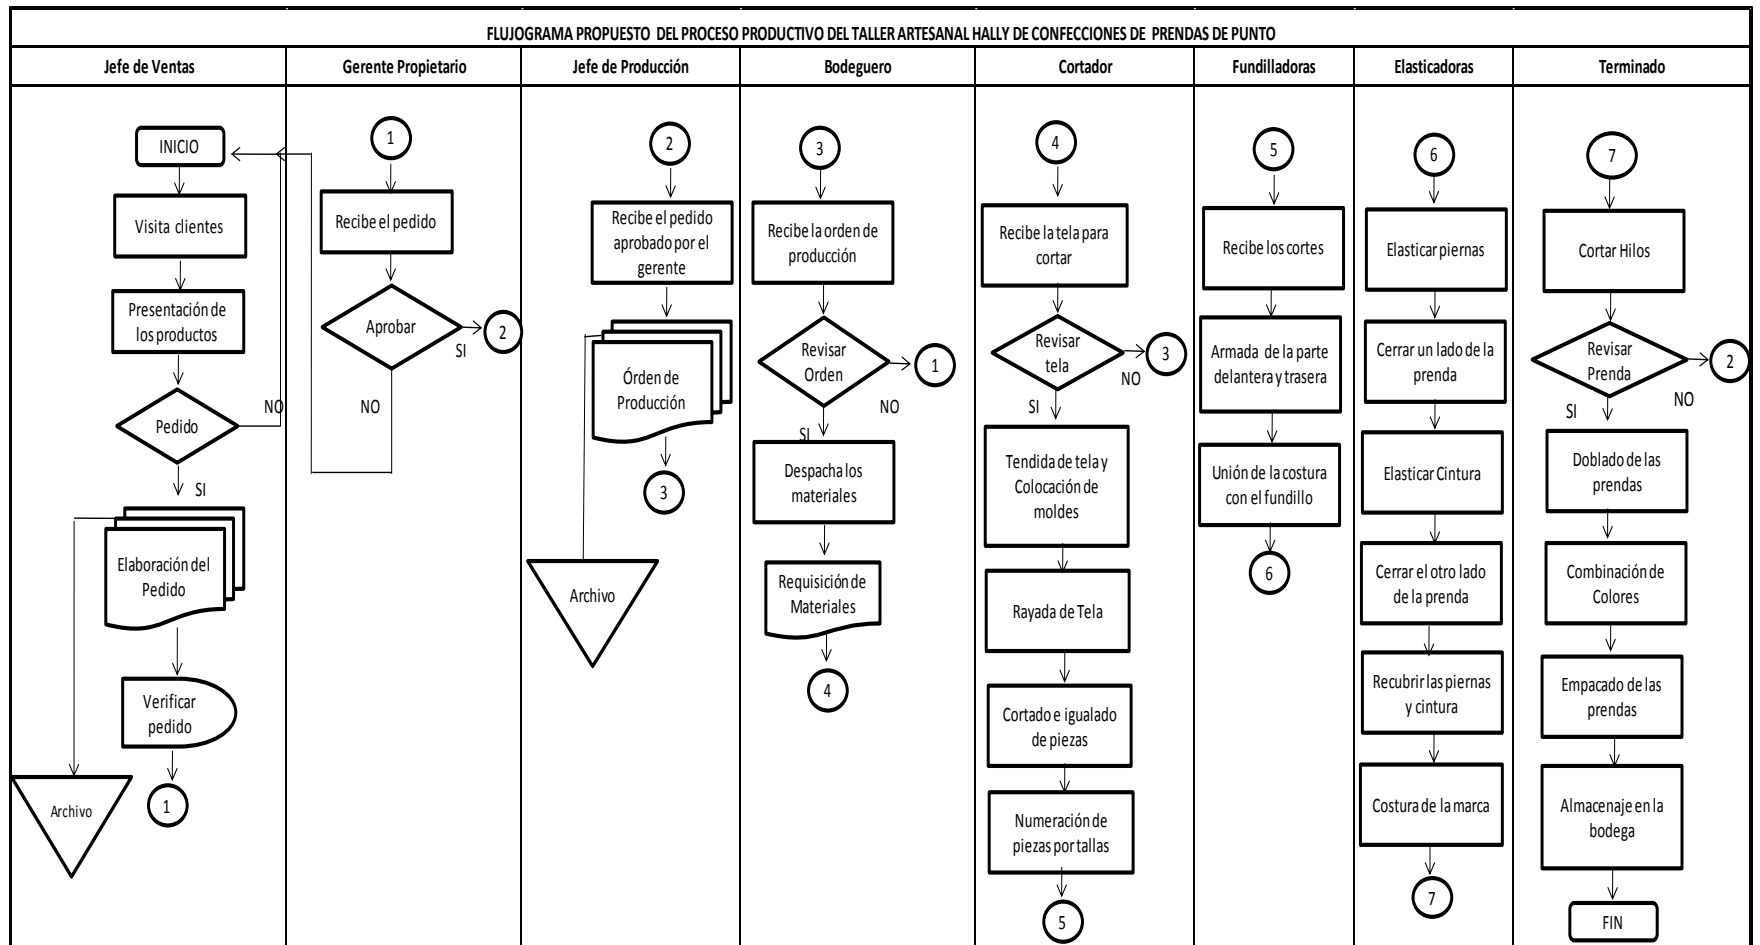 FLUJOGRAMA PROPUESTO DEL PROCESO PRODUCTIVO DEL TALLER ARTESANAL HALLY DE CONFECCIONES DE PRENDAS DE PUNTO
Jefe de Ventas
INICIO
Visita clientes
Presentación de
los productos
Pedido
NO
SI
Elaboración del
Pedido
Verificar
pedido
Archivo
1
Gerente Propietario
1
Recibe el pedido
Aprobar
SI
2
NO
Jefe de Producción
2
Recibe el pedido
aprobado por el
gerente
Órden de
Producción
3
Archivo
Bodeguero
3
Recibe la orden de
producción
Revisar
Orden
1
NO
SI
Despacha los
materiales
Requisición de
Materiales
4
Cortador
4
Recibe la tela para
cortar
Revisar
tela
3
NO
SI
Tendida de tela y
Colocación de
moldes
Rayada de Tela
Cortado e igualado
de piezas
Numeración de
piezas por tallas
5
Fundilladoras
5
Recibe los cortes
Armada de la parte
delantera y trasera
Unión de la costura
con el fundillo
6
Elasticadoras
6
Elasticar piernas
Cerrar un lado de la
prenda
Elasticar Cintura
Cerrar el otro lado
de la prenda
Recubrir las piernas
y cintura
Costura de la marca
7
Terminado
7
Cortar Hilos
Revisar
Prenda
2
NO
SI
Doblado de las
prendas
Combinación de
Colores
Empacado de las
prendas
Almacenaje en la
bodega
FIN